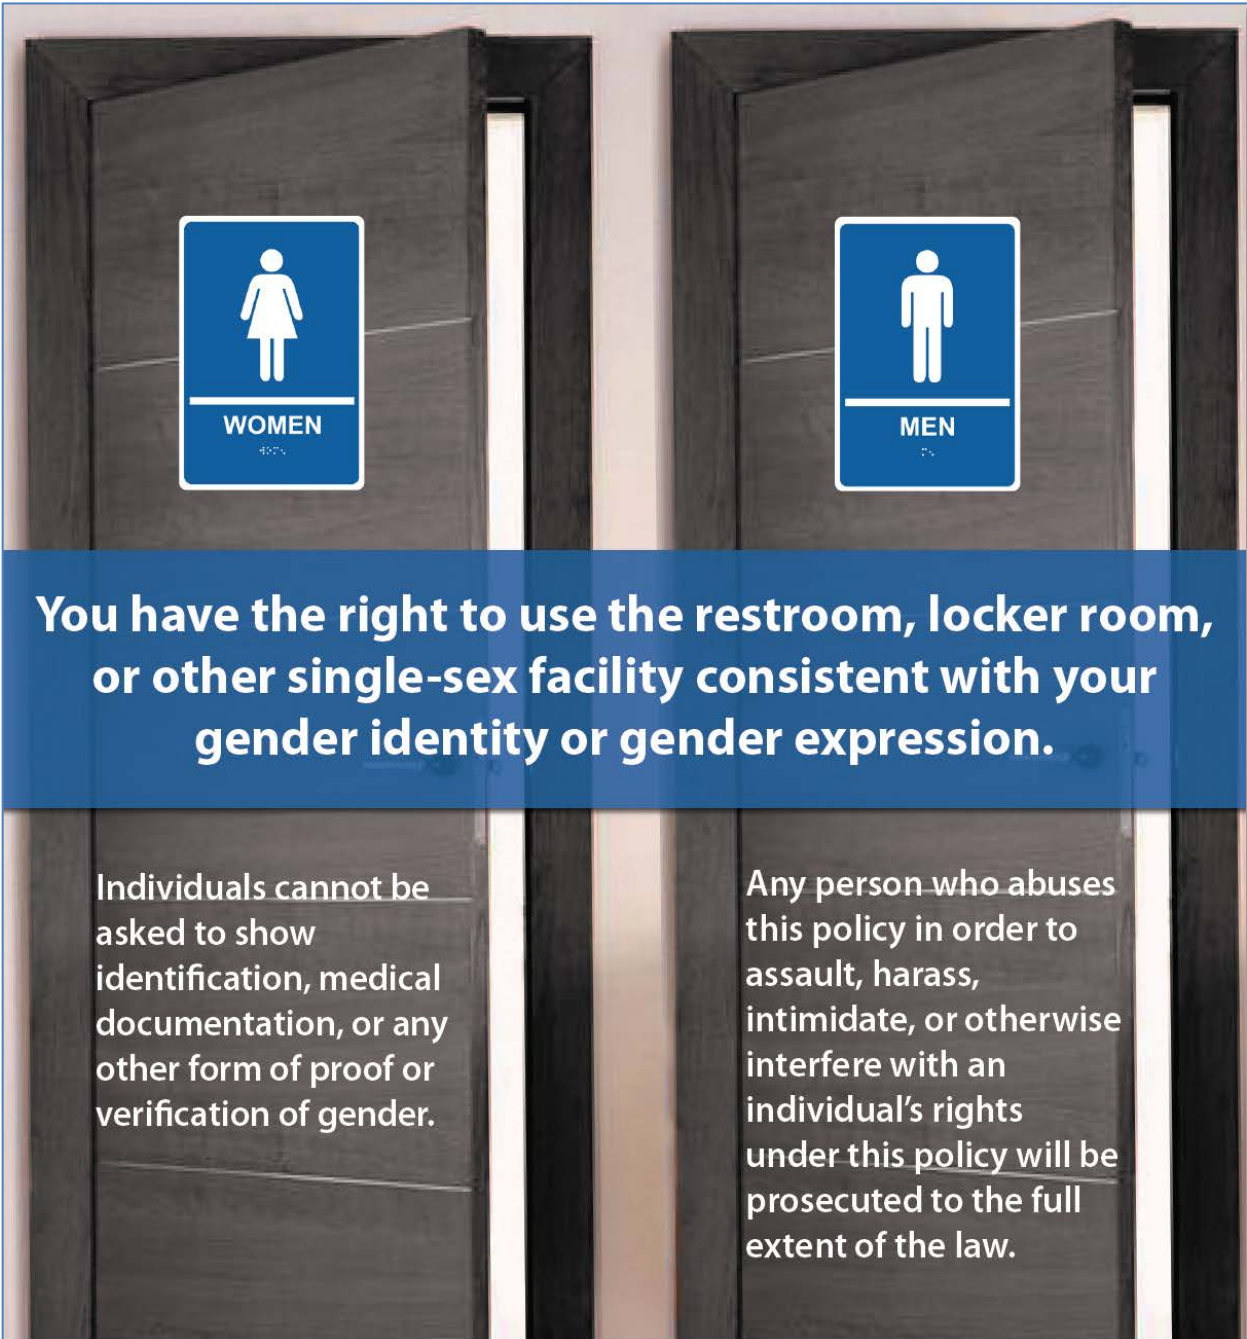 WOMEN
MEN
You have the right to use the restroom, locker room,
or other single-sex facility consistent with your
gender identity or gender expression.
Individuals cannot be
asked to show
identification, medical
documentation, or any
other form of proof or
verification of gender.
Any person who abuses
this policy in order to
assault, harass,
intimidate, or otherwise
interfere with an
individual’s rights
under this policy will be
prosecuted to the full
extent of the law.